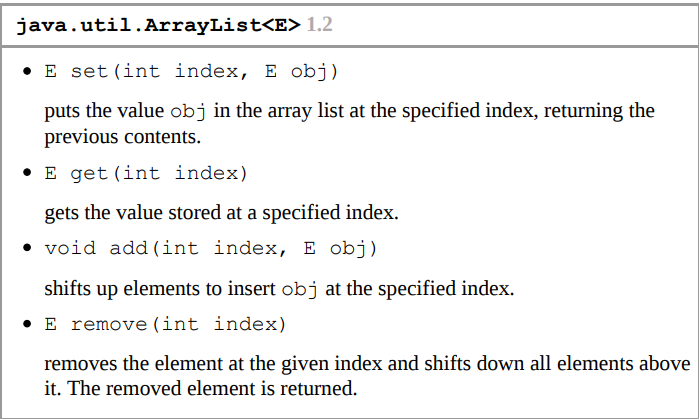 java.util.ArrayList<E> 1.2
• E set(int index, E obj)
puts the value obj in the array list at the specified index, returning the
previous contents.
• E get(int index)
gets the value stored at a specified index.
• void add(int index, E obj)
shifts up elements to insert obj at the specified index.
• E remove(int index)
removes the element at the given index and shifts down all elements above
it. The removed element is returned.